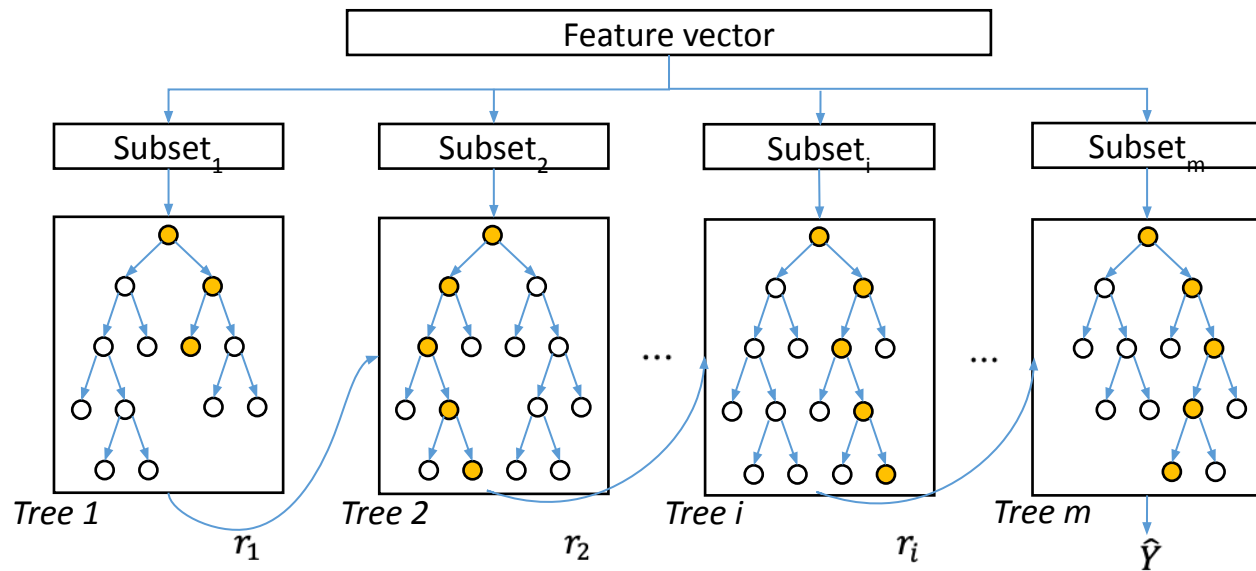 Feature vector
Subset₁ Subset₂ Subsetᵢ Subsetₘ
... ...
Tree 1 Tree 2 Tree i Tree m
r₁ r₂ rᵢ Ŷ